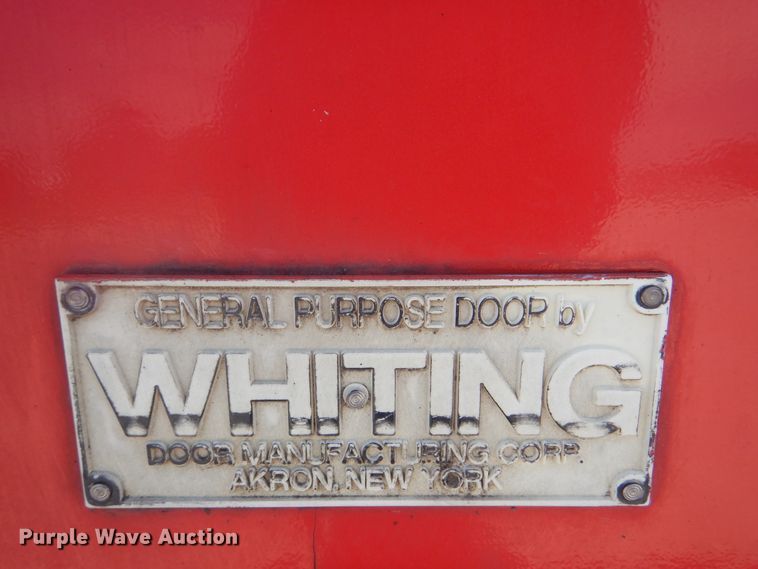 GENERAL PURPOSE DOOR by
WHITING
DOOR MANUFACTURING CORP.
AKRON, NEW YORK
Purple Wave Auction